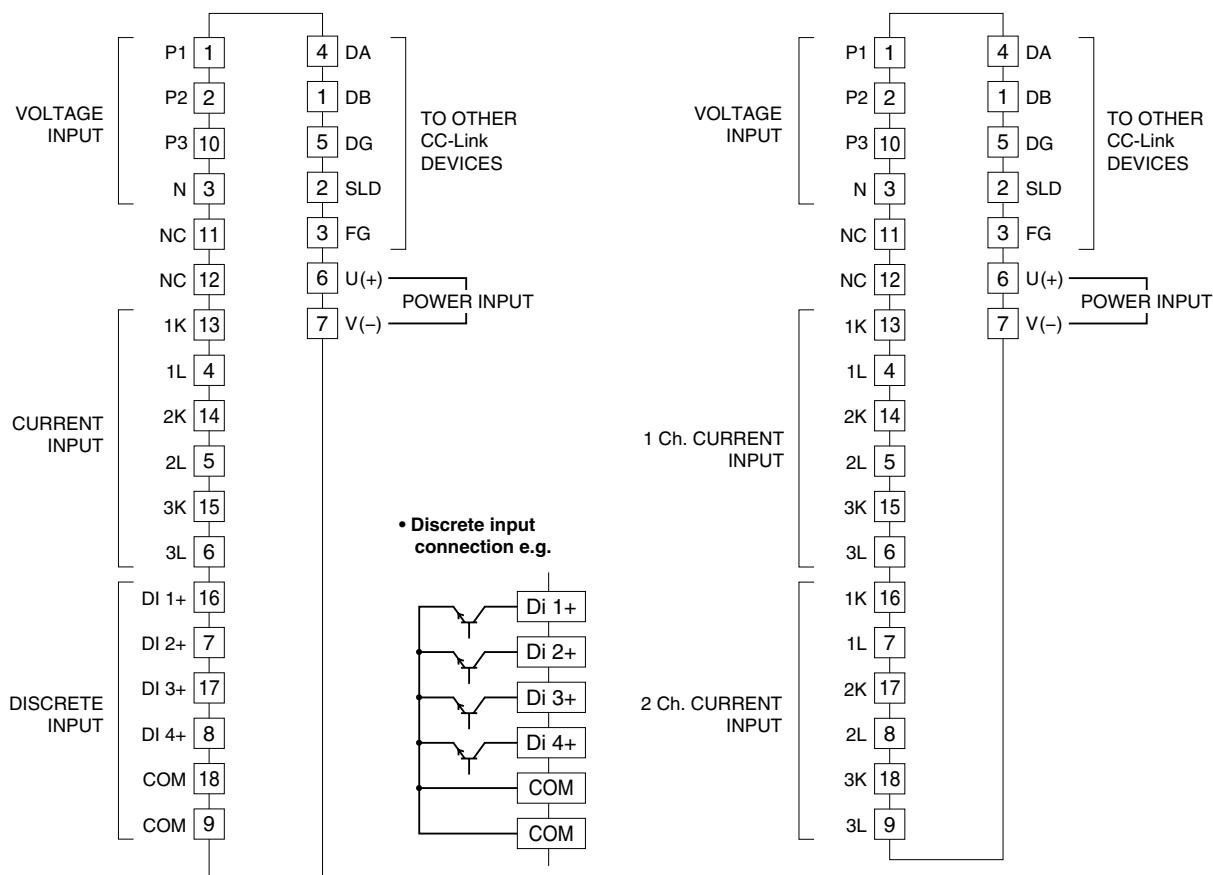 P1 1
P2 2
P3 10
N 3
VOLTAGE
INPUT
NC 11
NC 12
1K 13
1L 4
2K 14
2L 5
3K 15
3L 6
CURRENT
INPUT
DI 1+ 16
DI 2+ 7
DI 3+ 17
DI 4+ 8
COM 18
COM 9
DISCRETE
INPUT
4 DA
1 DB
5 DG
2 SLD
3 FG
TO OTHER
CC-Link
DEVICES
6 U(+)
7 V(−)
POWER INPUT
• Discrete input
connection e.g.
Di 1+
Di 2+
Di 3+
Di 4+
COM
COM
P1 1
P2 2
P3 10
N 3
VOLTAGE
INPUT
NC 11
NC 12
1K 13
1L 4
2K 14
2L 5
3K 15
3L 6
1 Ch. CURRENT
INPUT
1K 16
1L 7
2K 17
2L 8
3K 18
3L 9
2 Ch. CURRENT
INPUT
4 DA
1 DB
5 DG
2 SLD
3 FG
TO OTHER
CC-Link
DEVICES
6 U(+)
7 V(−)
POWER INPUT